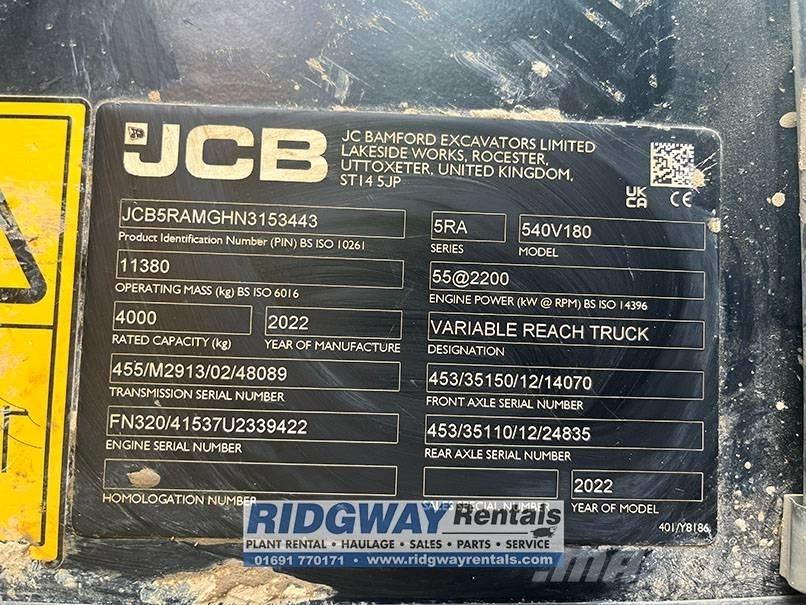 JCB
JC BAMFORD EXCAVATORS LIMITED
LAKESIDE WORKS, ROCESTER,
UTTOXETER, UNITED KINGDOM,
ST14 5JP
UK
CA
CE
JCB5RAMGHN3153443
Product Identification Number (PIN) BS ISO 10261
5RA
SERIES
540V180
MODEL
11380
OPERATING MASS (kg) BS ISO 6016
55@2200
ENGINE POWER (kW @ RPM) BS ISO 14396
4000
RATED CAPACITY (kg)
2022
YEAR OF MANUFACTURE
VARIABLE REACH TRUCK
DESIGNATION
455/M2913/02/48089
TRANSMISSION SERIAL NUMBER
453/35150/12/14070
FRONT AXLE SERIAL NUMBER
FN320/41537U2339422
ENGINE SERIAL NUMBER
453/35110/12/24835
REAR AXLE SERIAL NUMBER
HOMOLOGATION NUMBER
SALES SPECIAL NUMBER
2022
YEAR OF MODEL
401/Y8186
RIDGWAY Rentals
PLANT RENTAL • HAULAGE • SALES • PARTS • SERVICE
01691 770171 • www.ridgwayrentals.com